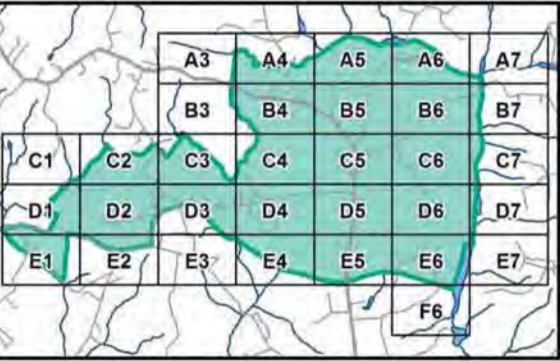 A3 A4 A5 A6 A7
B3 B4 B5 B6 B7
C1 C2 C3 C4 C5 C6 C7
D1 D2 D3 D4 D5 D6 D7
E1 E2 E3 E4 E5 E6 E7
F6